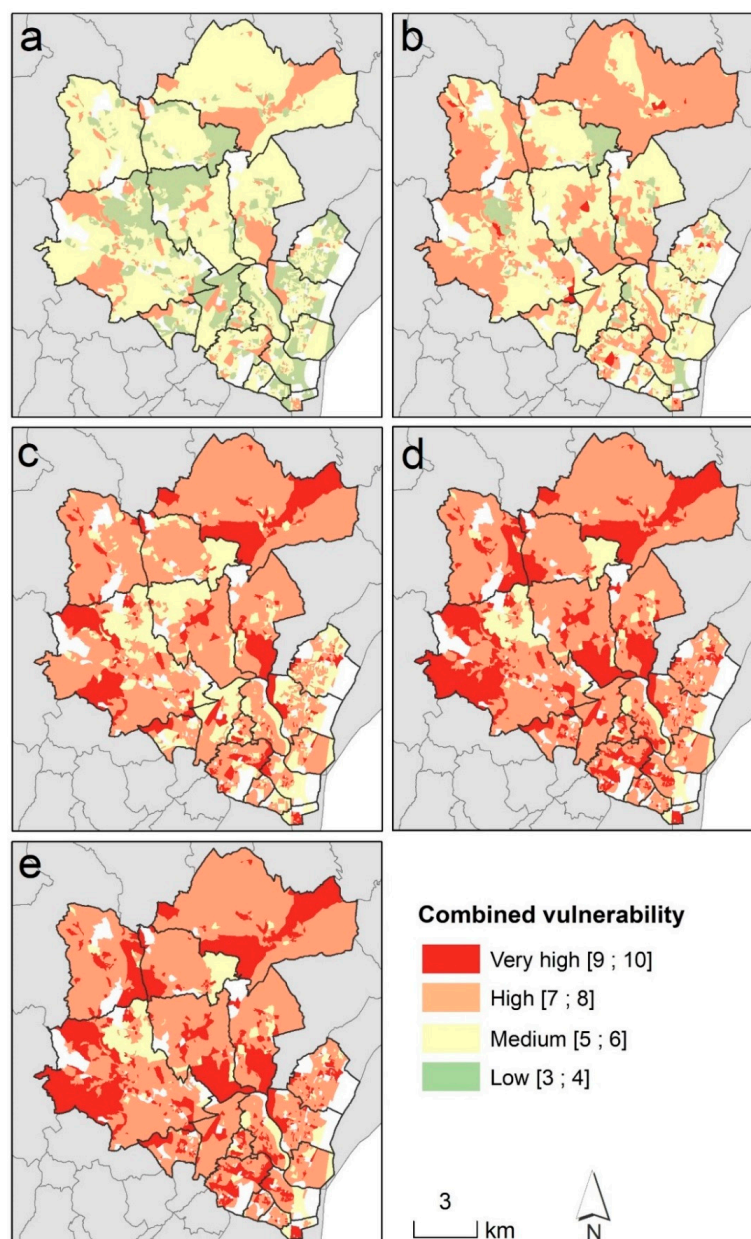 a
b
c
d
e
Combined vulnerability
Very high [9 ; 10]
High [7 ; 8]
Medium [5 ; 6]
Low [3 ; 4]
3
km
N